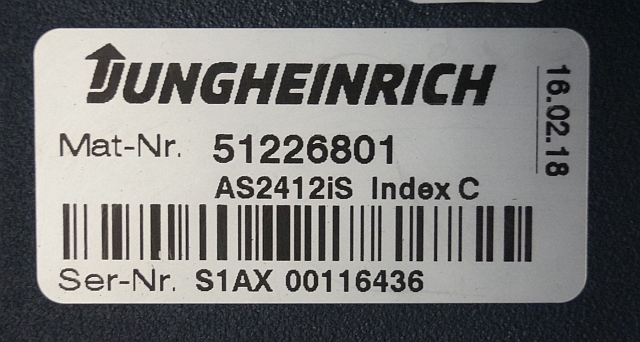 JUNGHEINRICH
Mat-Nr. 51226801
AS2412iS Index C
Ser-Nr. S1AX 00116436
16.02.18